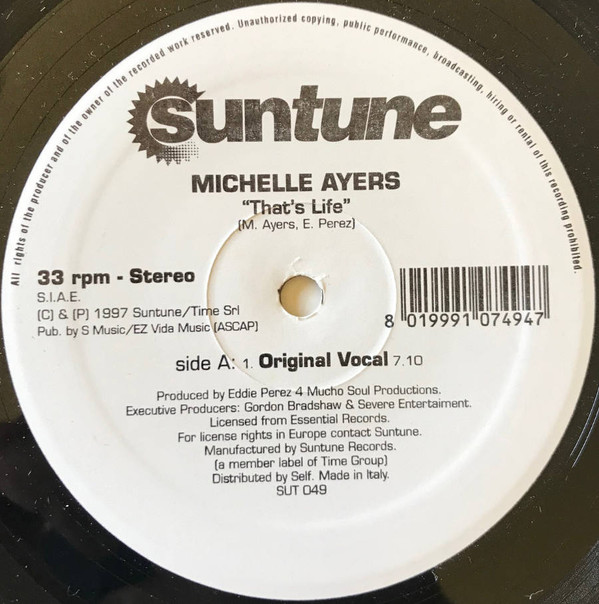 All rights of the producer and of the owner of the recorded work reserved. Unauthorized copying, public performance, broadcasting, hiring or rental of this recording prohibited.
suntune
MICHELLE AYERS
"That's Life"
(M. Ayers, E. Perez)
33 rpm - Stereo
S.I.A.E.
(C) & (P) 1997 Suntune/Time Srl
Pub. by S Music/EZ Vida Music (ASCAP)
8 019991 074947
side A: 1. Original Vocal 7.10
Produced by Eddie Perez 4 Mucho Soul Productions.
Executive Producers: Gordon Bradshaw & Severe Entertaiment.
Licensed from Essential Records.
For license rights in Europe contact Suntune.
Manufactured by Suntune Records.
(a member label of Time Group)
Distributed by Self. Made in Italy.
SUT 049